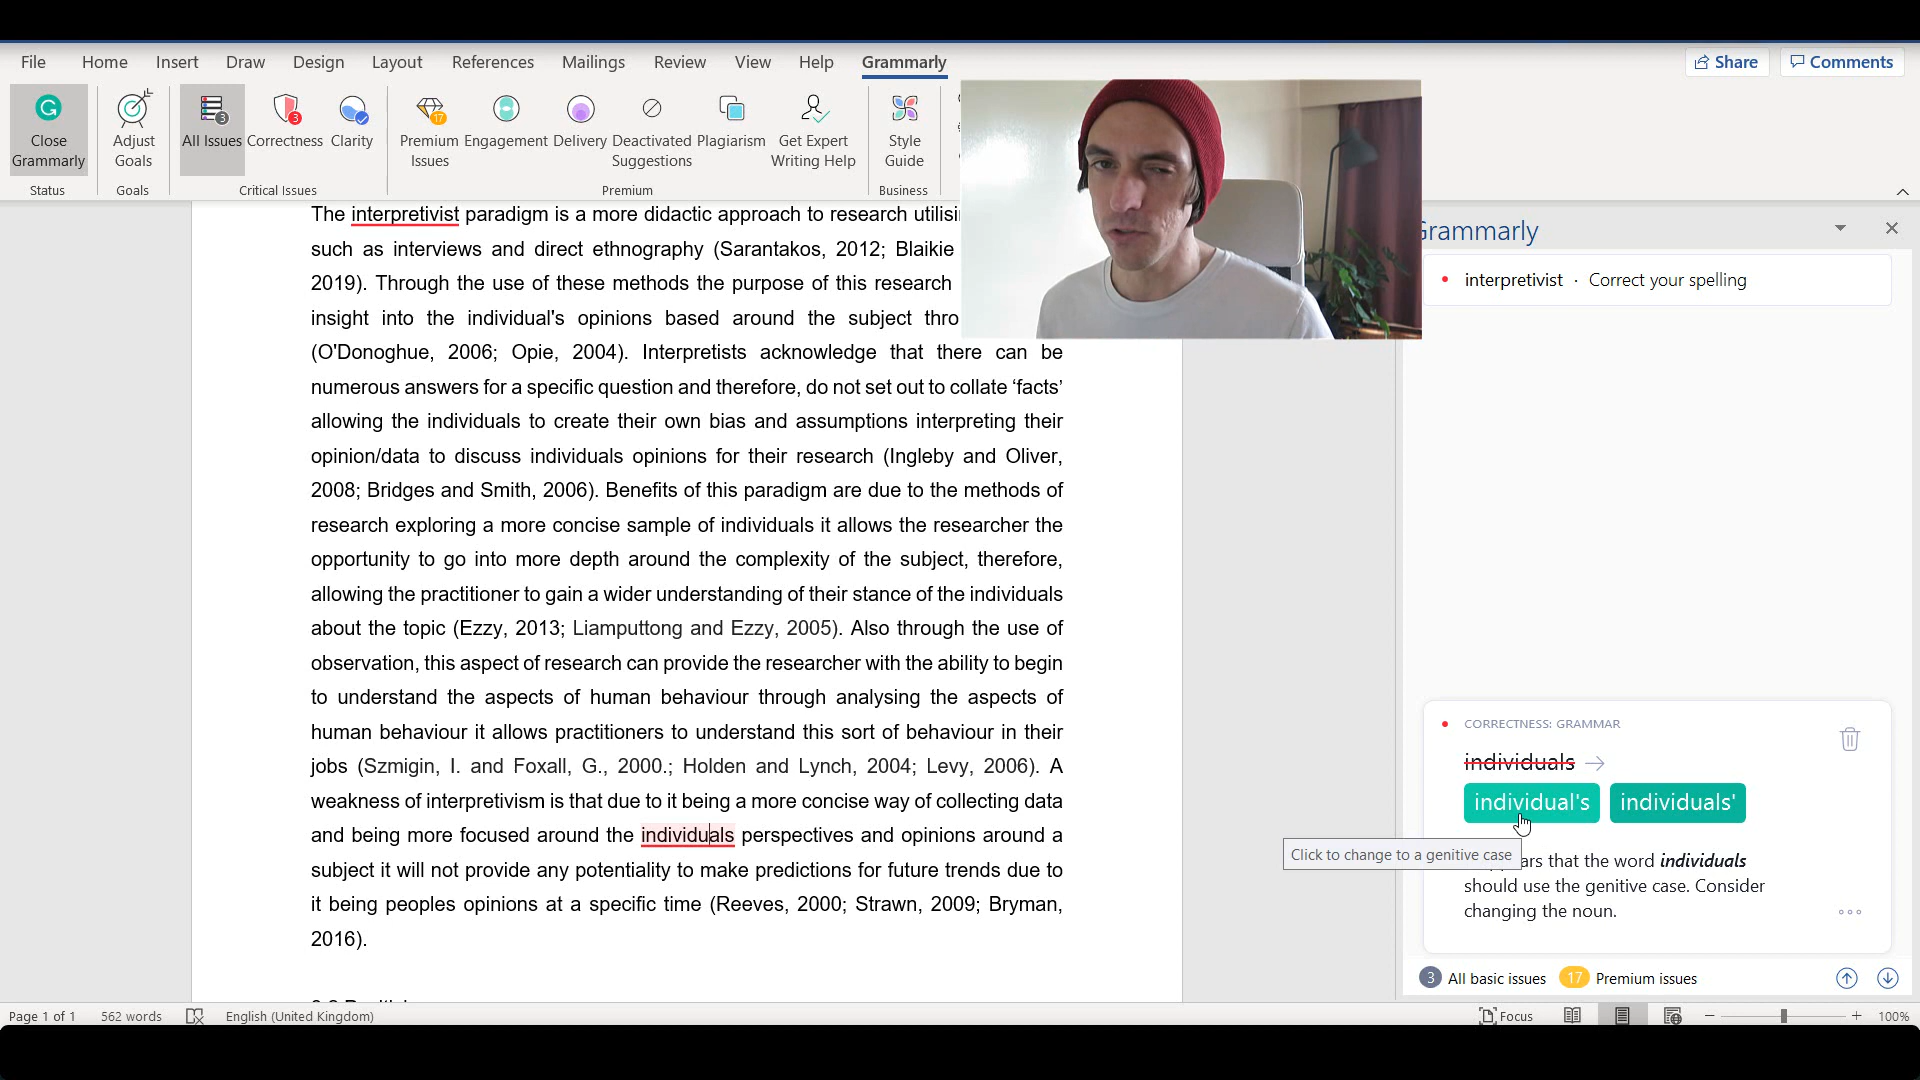 File Home Insert Draw Design Layout References Mailings Review View Help Grammarly
Share Comments
Close Grammarly
Adjust Goals
All Issues 3
Correctness 3
Clarity
Premium Issues 17
Engagement
Delivery
Deactivated Suggestions
Plagiarism
Get Expert Writing Help
Style Guide
Status Goals Critical Issues Premium Business
The interpretivist paradigm is a more didactic approach to research
such as interviews and direct ethnography (Sarantakos, 2012; Blaikie
2019). Through the use of these methods the purpose of this research
insight into the individual's opinions based around the subject
(O'Donoghue, 2006; Opie, 2004). Interpretists acknowledge that there can be
numerous answers for a specific question and therefore, do not set out to collate ‘facts’
allowing the individuals to create their own bias and assumptions interpreting their
opinion/data to discuss individuals opinions for their research (Ingleby and Oliver,
2008; Bridges and Smith, 2006). Benefits of this paradigm are due to the methods of
research exploring a more concise sample of individuals it allows the researcher the
opportunity to go into more depth around the complexity of the subject, therefore,
allowing the practitioner to gain a wider understanding of their stance of the individuals
about the topic (Ezzy, 2013; Liamputtong and Ezzy, 2005). Also through the use of
observation, this aspect of research can provide the researcher with the ability to begin
to understand the aspects of human behaviour through analysing the aspects of
human behaviour it allows practitioners to understand this sort of behaviour in their
jobs (Szmigin, I. and Foxall, G., 2000.; Holden and Lynch, 2004; Levy, 2006). A
weakness of interpretivism is that due to it being a more concise way of collecting data
and being more focused around the individuals perspectives and opinions around a
subject it will not provide any potentiality to make predictions for future trends due to
it being peoples opinions at a specific time (Reeves, 2000; Strawn, 2009; Bryman,
2016).
Grammarly
interpretivist · Correct your spelling
CORRECTNESS: GRAMMAR
individuals →
individual's individuals'
Click to change to a genitive case
that the word individuals
should use the genitive case. Consider
changing the noun.
3 All basic issues 17 Premium issues
Page 1 of 1 562 words English (United Kingdom) Focus 100%